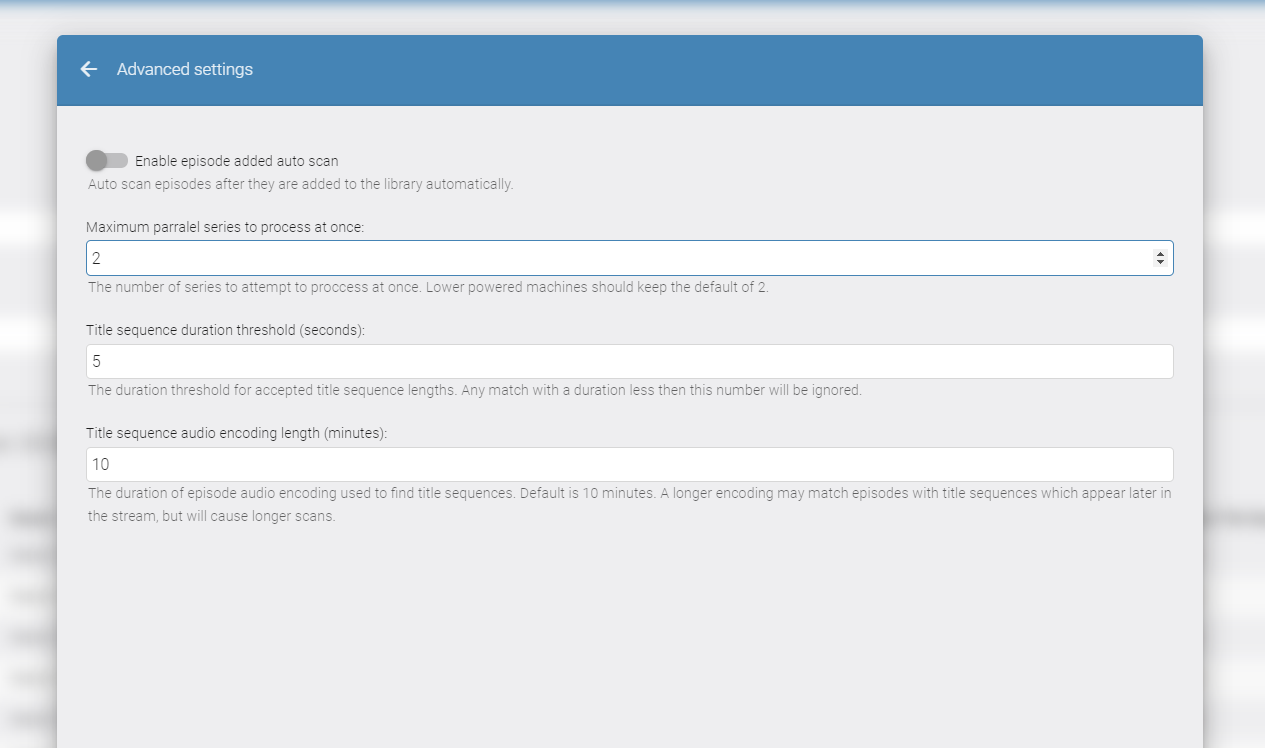 Advanced settings
Enable episode added auto scan
Auto scan episodes after they are added to the library automatically.
Maximum parralel series to process at once:
2
The number of series to attempt to proccess at once. Lower powered machines should keep the default of 2.
Title sequence duration threshold (seconds):
5
The duration threshold for accepted title sequence lengths. Any match with a duration less then this number will be ignored.
Title sequence audio encoding length (minutes):
10
The duration of episode audio encoding used to find title sequences. Default is 10 minutes. A longer encoding may match episodes with title sequences which appear later in
the stream, but will cause longer scans.